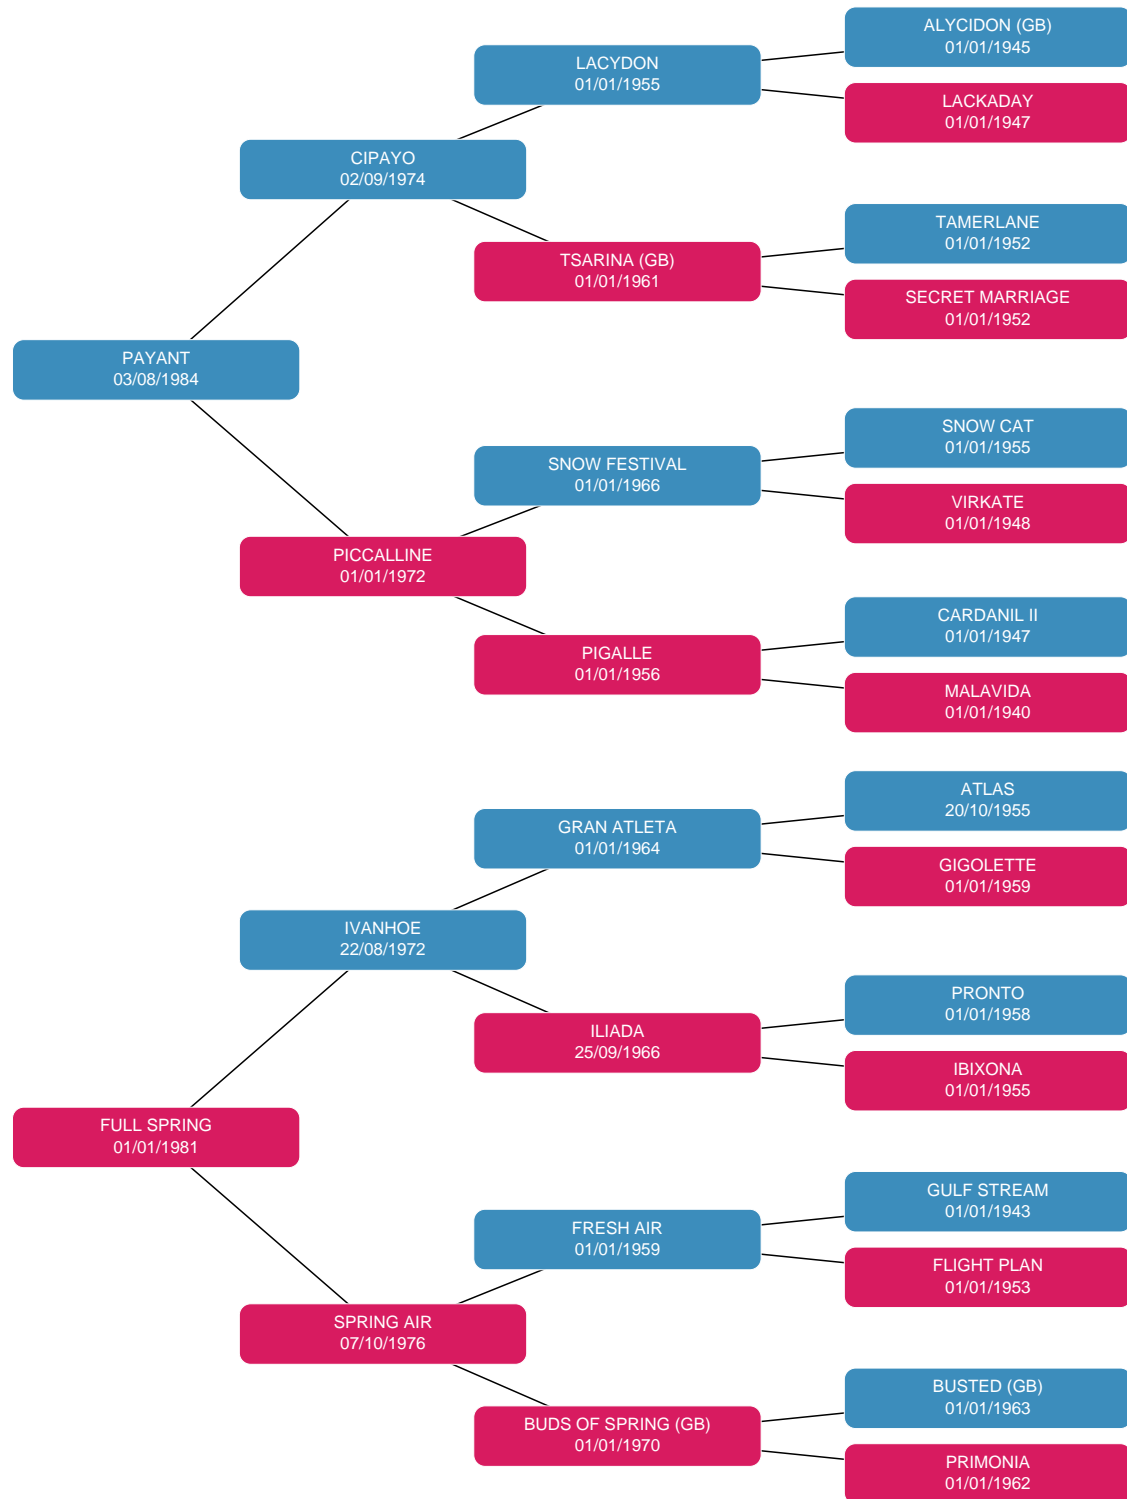 ALYCIDON (GB)
01/01/1945
LACYDON
01/01/1955
LACKADAY
01/01/1947
CIPAYO
02/09/1974
TAMERLANE
01/01/1952
TSARINA (GB)
01/01/1961
SECRET MARRIAGE
01/01/1952
PAYANT
03/08/1984
SNOW CAT
01/01/1955
SNOW FESTIVAL
01/01/1966
VIRKATE
01/01/1948
PICCALLINE
01/01/1972
CARDANIL II
01/01/1947
PIGALLE
01/01/1956
MALAVIDA
01/01/1940
ATLAS
20/10/1955
GRAN ATLETA
01/01/1964
GIGOLETTE
01/01/1959
IVANHOE
22/08/1972
PRONTO
01/01/1958
ILIADA
25/09/1966
IBIXONA
01/01/1955
FULL SPRING
01/01/1981
GULF STREAM
01/01/1943
FRESH AIR
01/01/1959
FLIGHT PLAN
01/01/1953
SPRING AIR
07/10/1976
BUSTED (GB)
01/01/1963
BUDS OF SPRING (GB)
01/01/1970
PRIMONIA
01/01/1962